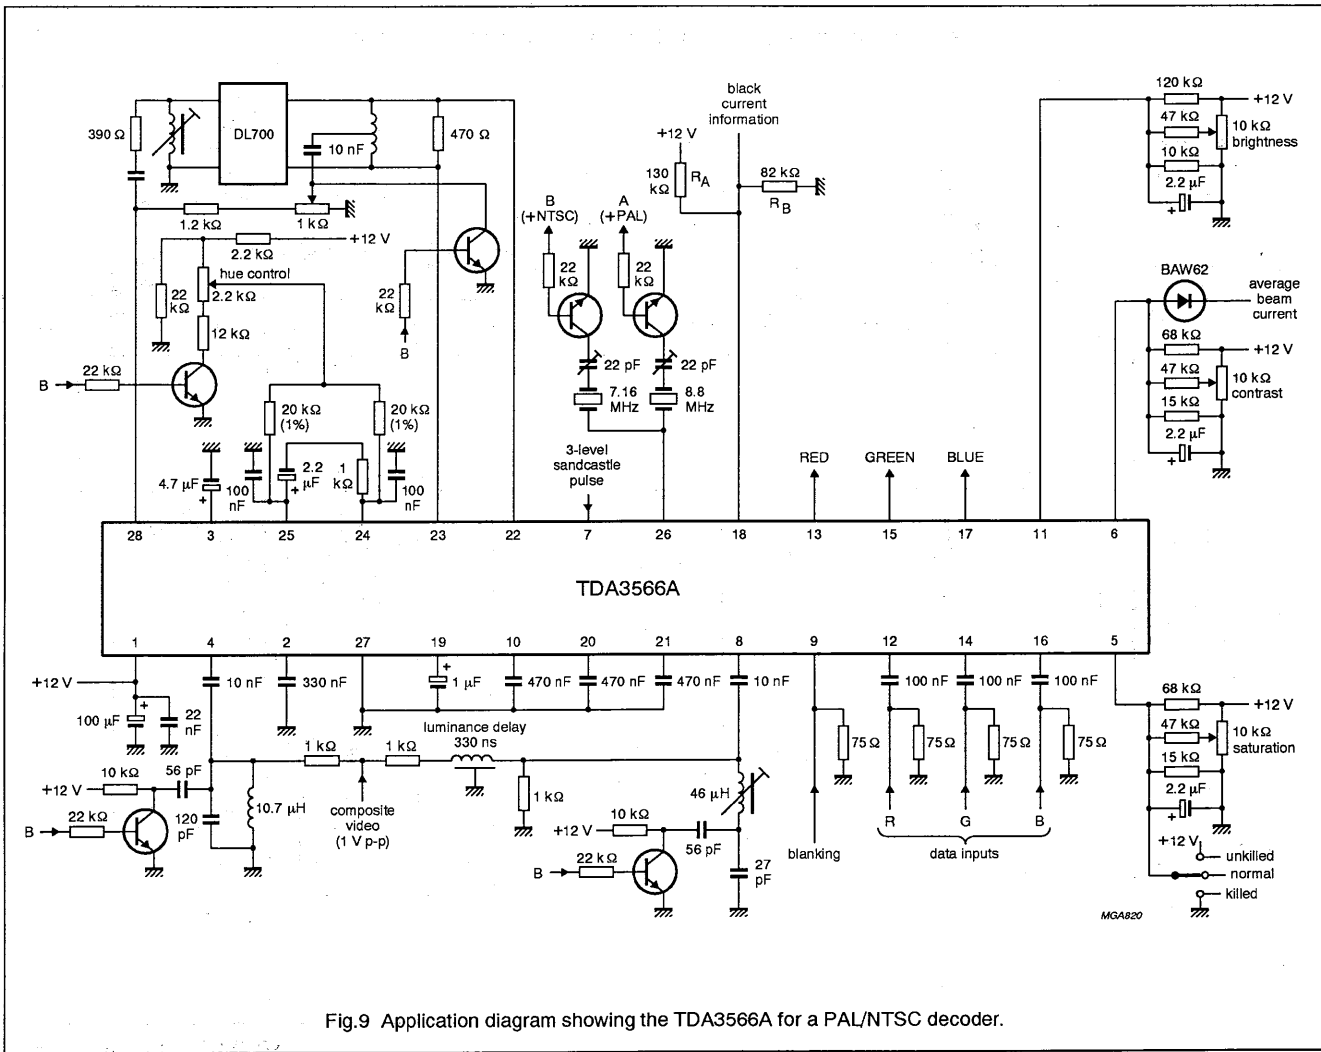 390 Ω
DL700
10 nF
470 Ω
1.2 kΩ
1 kΩ
+12 V
2.2 kΩ
hue control
2.2 kΩ
22 kΩ
12 kΩ
22 kΩ
B
22 kΩ
B
20 kΩ (1%)
20 kΩ (1%)
4.7 µF
+
100 nF
2.2 µF
+
1 kΩ
100 nF
B (+NTSC)
A (+PAL)
22 kΩ
22 kΩ
22 pF
22 pF
7.16 MHz
8.8 MHz
3-level
sandcastle
pulse
black
current
information
+12 V
130 kΩ
RA
82 kΩ
RB
RED
GREEN
BLUE
120 kΩ
+12 V
47 kΩ
10 kΩ
brightness
10 kΩ
2.2 µF
+
BAW62
average
beam
current
68 kΩ
+12 V
47 kΩ
10 kΩ
contrast
15 kΩ
2.2 µF
+
28 3 25 24 23 22 7 26 18 13 15 17 11 6
TDA3566A
1 4 2 27 19 10 20 21 8 9 12 14 16 5
+12 V
100 µF
+
22 nF
10 nF
330 nF
+
1 µF
470 nF
470 nF
470 nF
10 nF
100 nF
100 nF
100 nF
luminance delay
330 ns
1 kΩ
1 kΩ
1 kΩ
10 kΩ
+12 V
56 pF
22 kΩ
B
120 pF
10.7 µH
composite
video
(1 V p-p)
46 µH
10 kΩ
+12 V
56 pF
22 kΩ
B
27 pF
75 Ω
75 Ω
75 Ω
75 Ω
blanking
R G B
data inputs
68 kΩ
+12 V
47 kΩ
10 kΩ
saturation
15 kΩ
2.2 µF
+
+12 V
unkilled
normal
killed
MGA820
Fig.9 Application diagram showing the TDA3566A for a PAL/NTSC decoder.